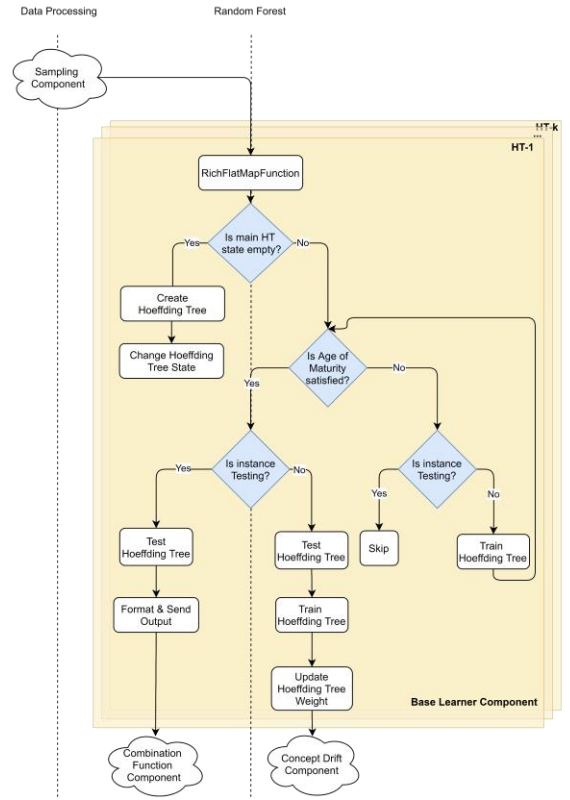 Data Processing
Random Forest
Sampling
Component
HT-k
...
HT-1
RichFlatMapFunction
Is main HT
state empty?
Yes
No
Create
Hoeffding Tree
Change Hoeffding
Tree State
Is Age of
Maturity
satisfied?
Yes
No
Is instance
Testing?
Yes
No
Is instance
Testing?
Yes
No
Test
Hoeffding Tree
Test
Hoeffding Tree
Skip
Train
Hoeffding Tree
Format & Send
Output
Train
Hoeffding Tree
Update
Hoeffding Tree
Weight
Base Learner Component
Combination
Function
Component
Concept Drift
Component